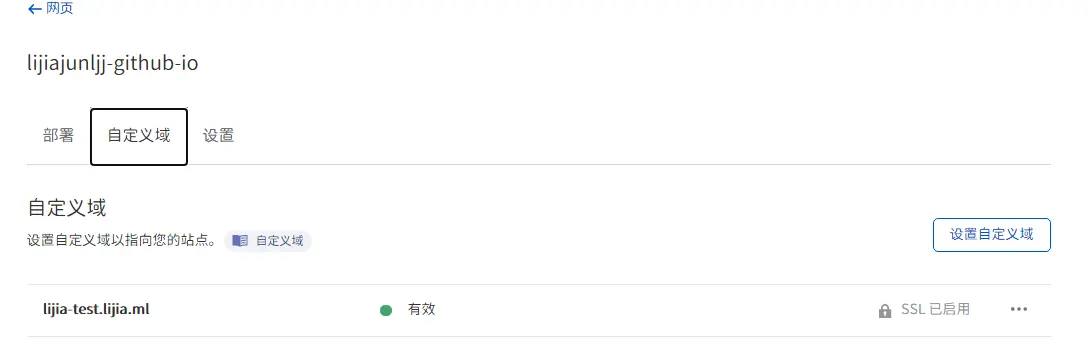 ← 网页
lijiajunljj-github-io
部署 自定义域 设置
自定义域
设置自定义域以指向您的站点。 自定义域
设置自定义域
lijia-test.lijia.ml 有效 SSL 已启用 ···